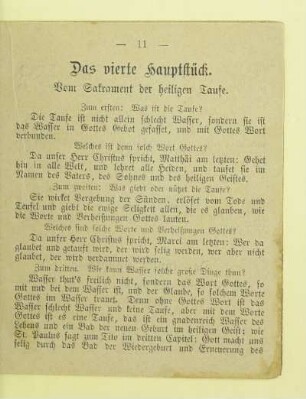 — 11 —
Das vierte Hauptstück.
Vom Sakrament der heiligen Taufe.
Zum ersten: Was ist die Taufe?
Die Taufe ist nicht allein schlecht Wasser, sondern sie ist
das Wasser in Gottes Gebot gefasset, und mit Gottes Wort
verbunden.
Welches ist denn solch Wort Gottes?
Da unser Herr Christus spricht, Matthäi am letzten: Gehet
hin in alle Welt, und lehret alle Heiden, und taufet sie im
Namen des Vaters, des Sohnes und des heiligen Geistes.
Zum zweiten: Was giebt oder nützt die Taufe?
Sie wirket Vergebung der Sünden, erlöset vom Tode und
Teufel und giebt die ewige Seligkeit allen, die es glauben, wie
die Worte und Verheißungen Gottes lauten.
Welches sind solche Worte und Verheißungen Gottes?
Da unser Herr Christus spricht, Marci am letzten: Wer da
glaubet und getauft wird, der wird selig werden, wer aber nicht
glaubet, der wird verdammet werden.
Zum dritten. Wie kann Wasser solche große Dinge thun?
Wasser thut's freilich nicht, sondern das Wort Gottes, so
mit und bei dem Wasser ist, und der Glaube, so solchem Worte
Gottes im Wasser trauet. Denn ohne Gottes Wort ist das
Wasser schlecht Wasser und keine Taufe, aber mit dem Worte
Gottes ist es eine Taufe, das ist ein gnadenreich Wasser des
Lebens und ein Bad der neuen Geburt im heiligen Geist; wie
St. Paulus sagt zum Tito im dritten Capitel: Gott macht uns
selig durch das Bad der Wiedergeburt und Erneuerung des